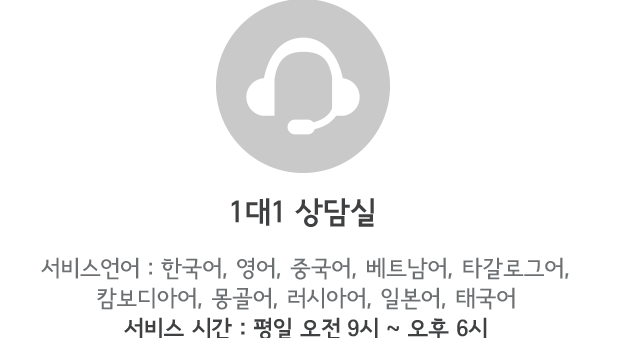 1대1 상담실
서비스언어 : 한국어, 영어, 중국어, 베트남어, 타갈로그어,
캄보디아어, 몽골어, 러시아어, 일본어, 태국어
서비스 시간 : 평일 오전 9시 ~ 오후 6시